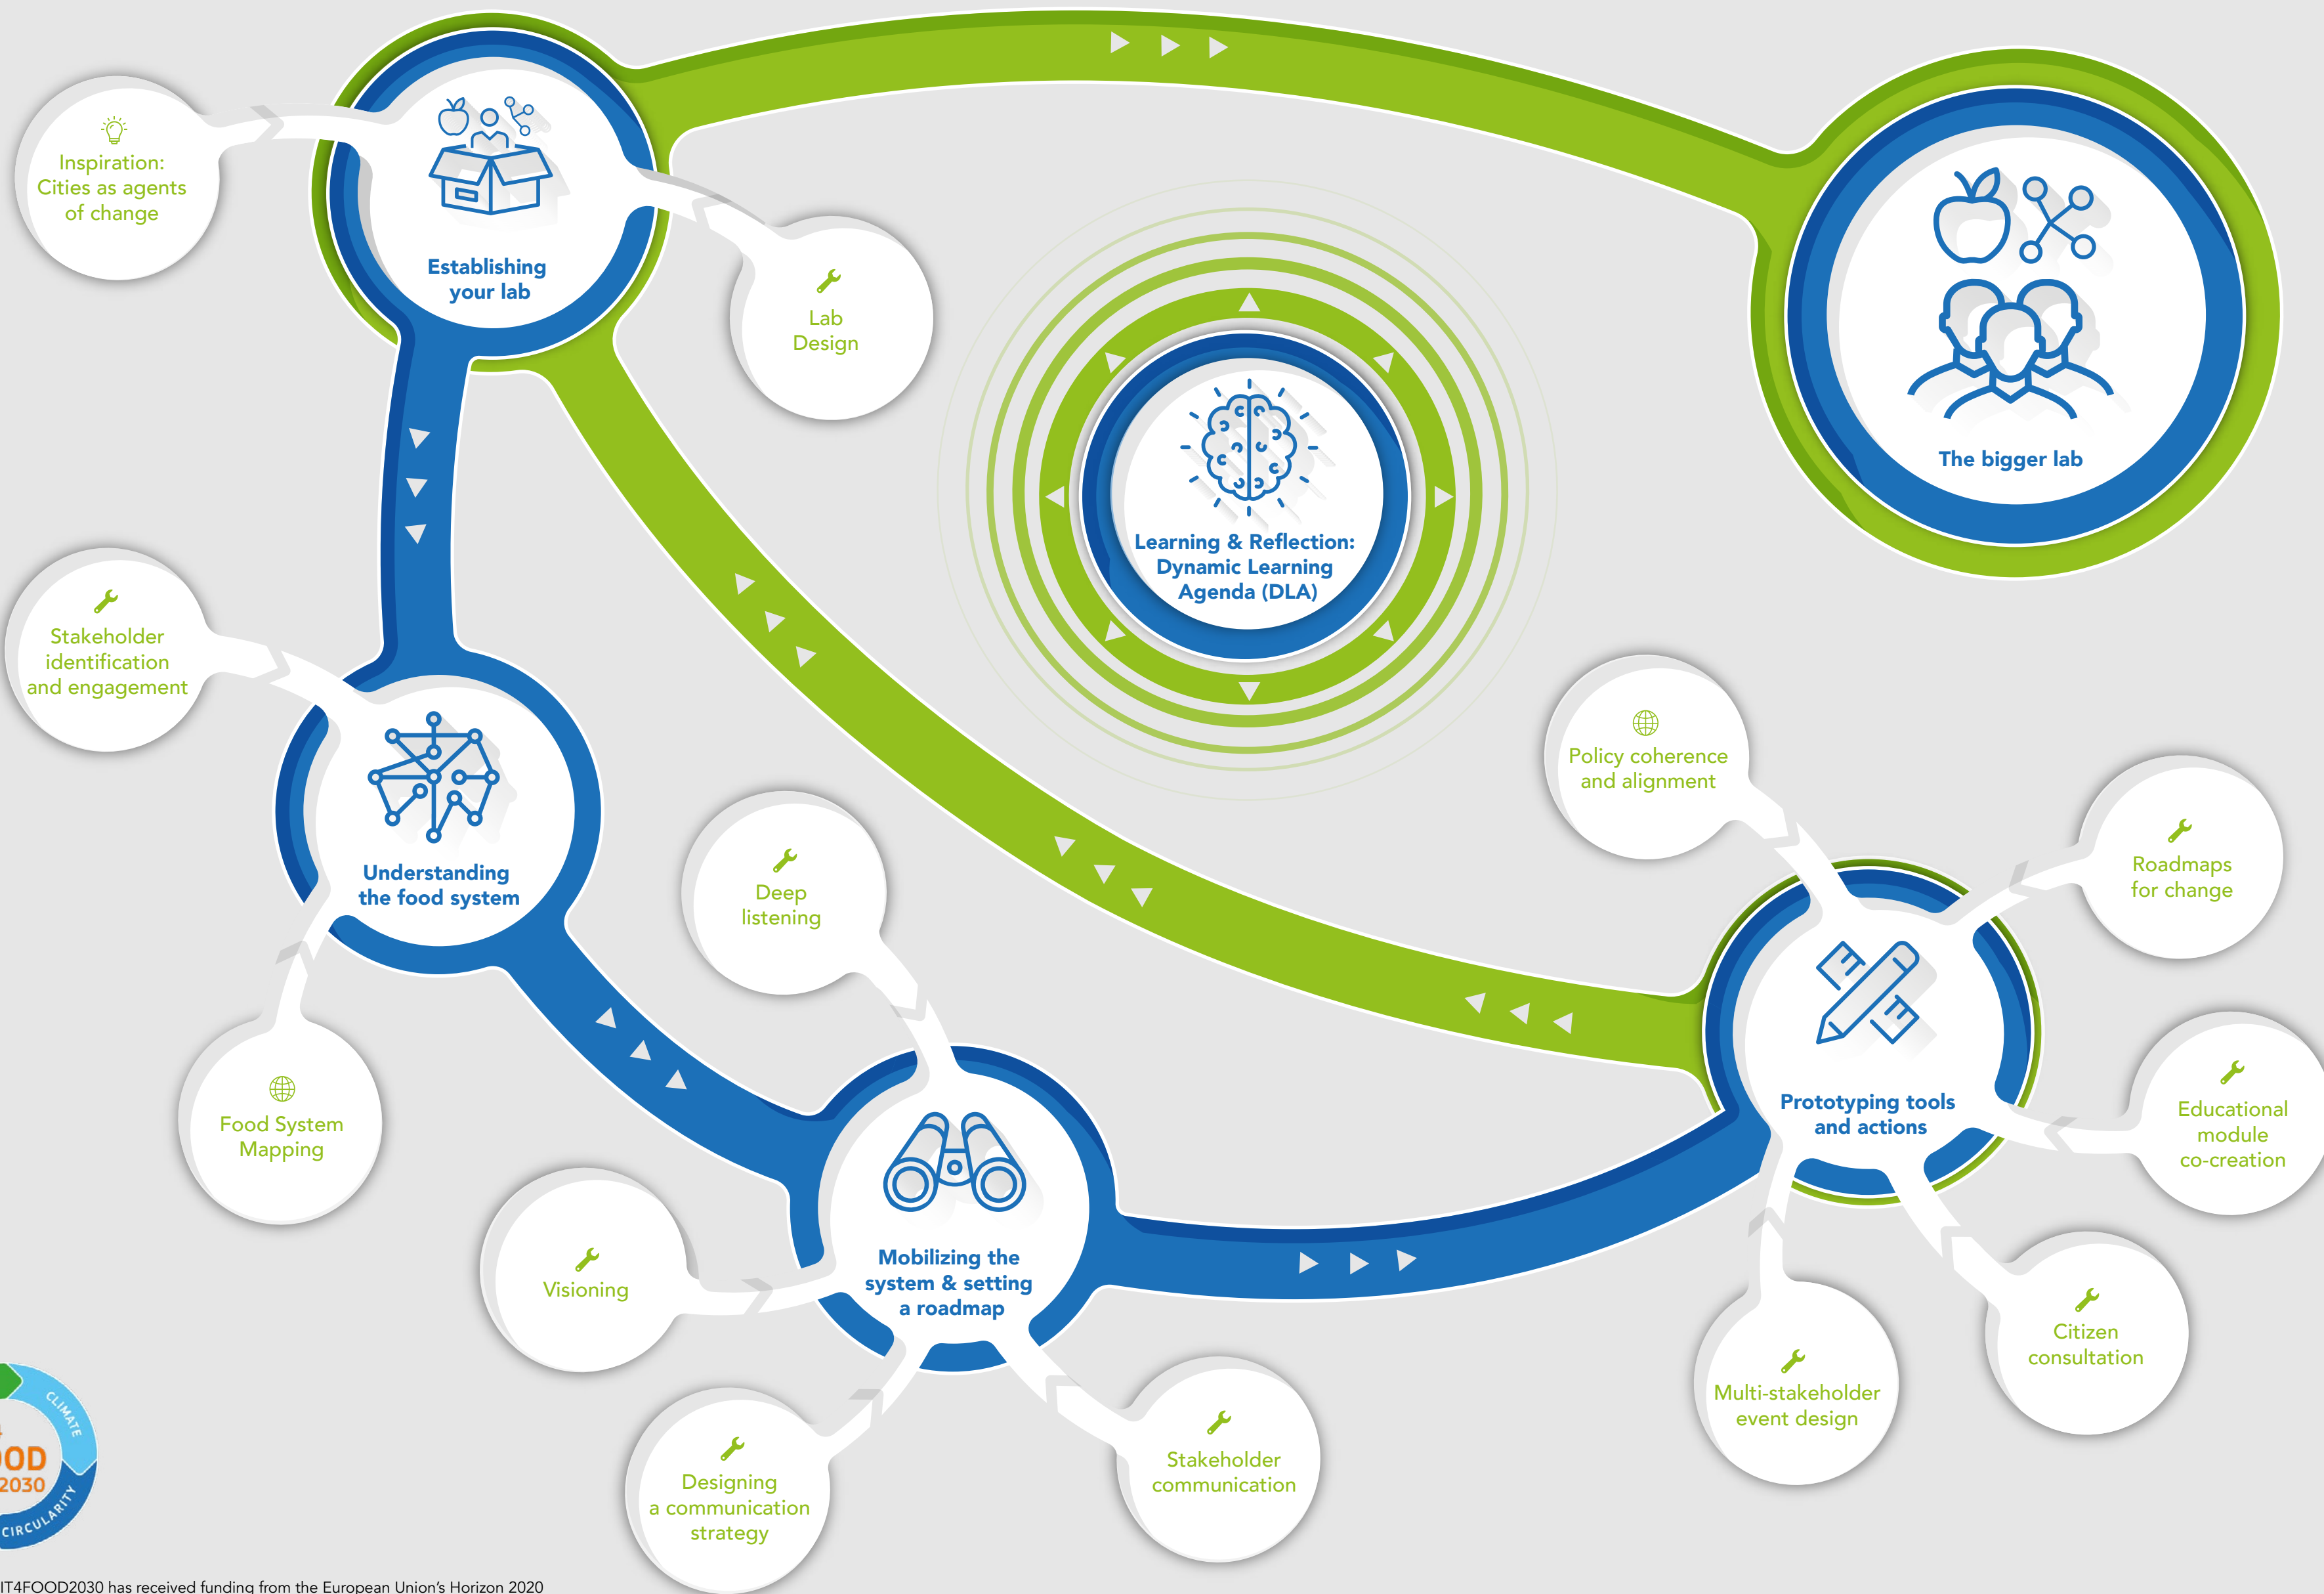 Inspiration:
Cities as agents
of change
Establishing
your lab
Lab
Design
The bigger lab
Learning & Reflection:
Dynamic Learning
Agenda (DLA)
Stakeholder
identification
and engagement
Understanding
the food system
Food System
Mapping
Deep
listening
Visioning
Mobilizing the
system & setting
a roadmap
Designing
a communication
strategy
Stakeholder
communication
Policy coherence
and alignment
Roadmaps
for change
Prototyping tools
and actions
Educational
module
co-creation
Citizen
consultation
Multi-stakeholder
event design
CLIMATE
OOD
2030
CIRCULARITY
IT4FOOD2030 has received funding from the European Union's Horizon 2020